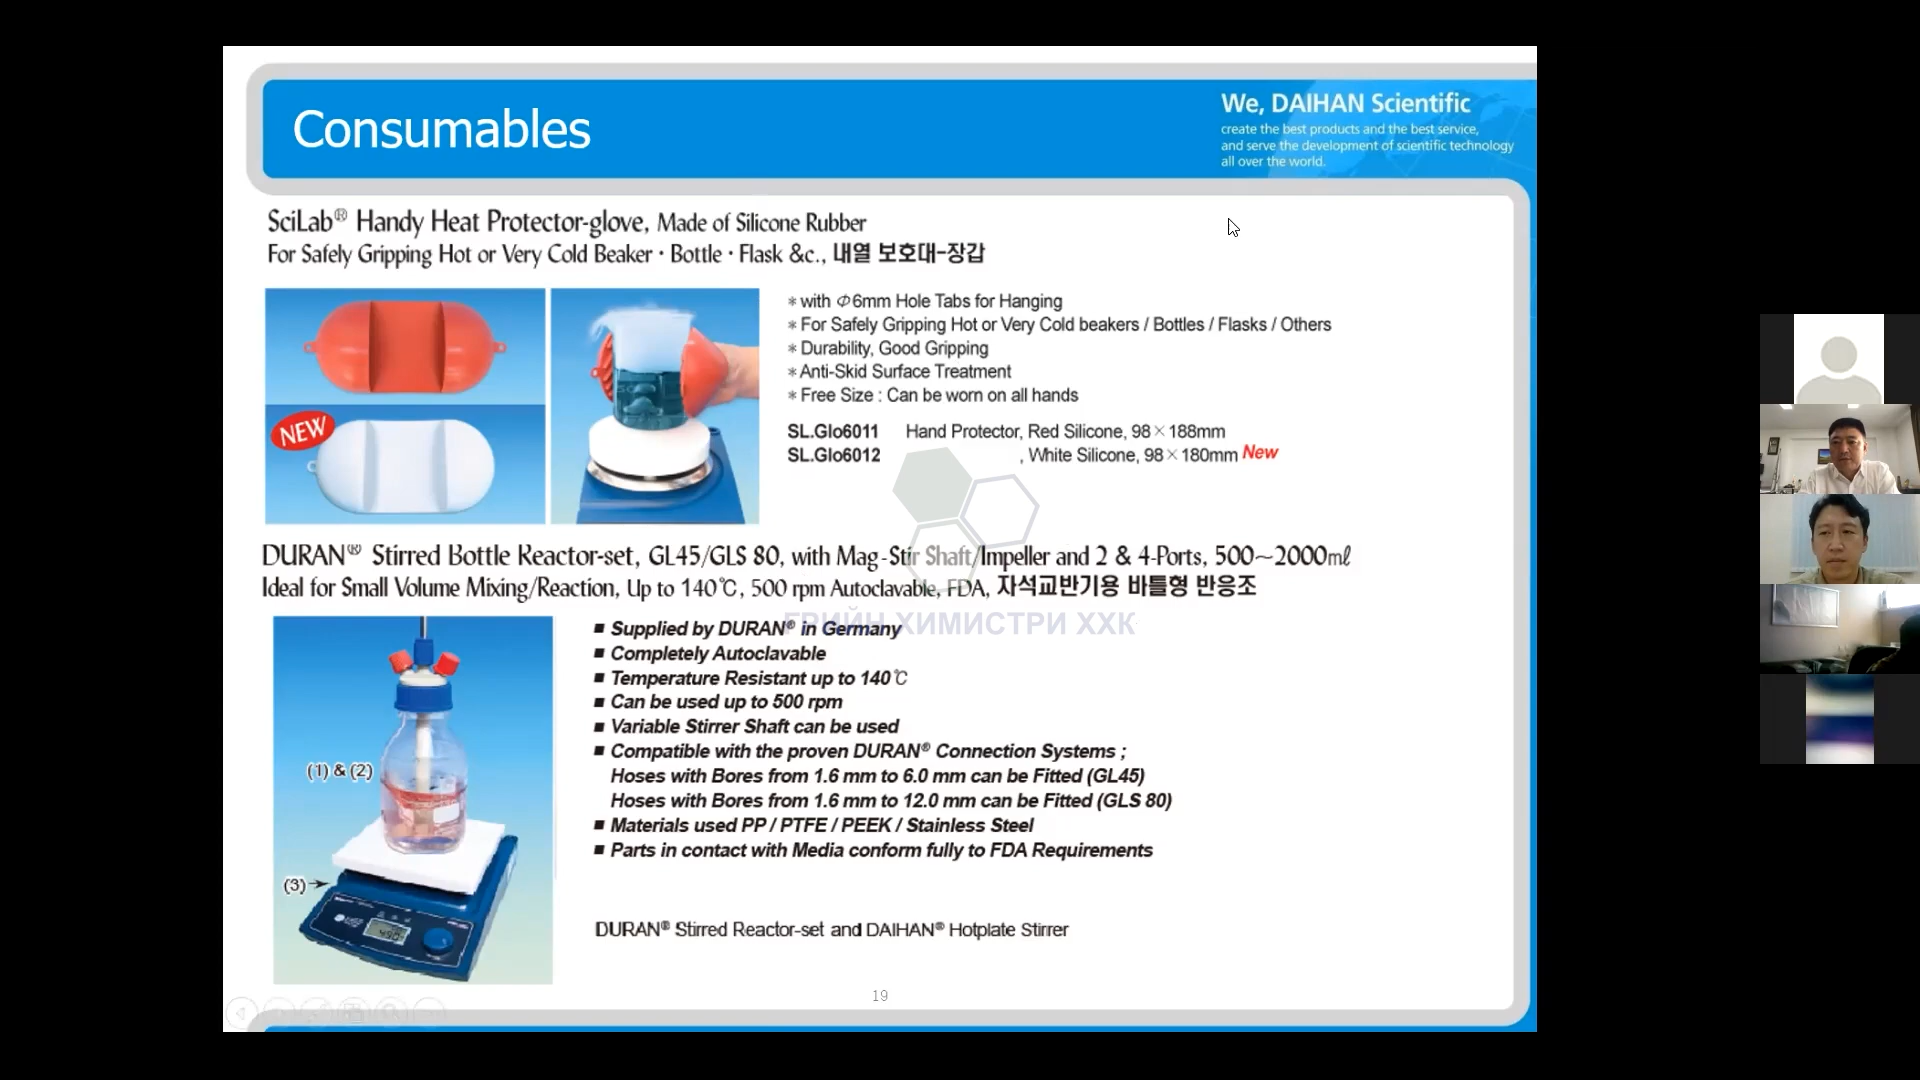 Consumables
We, DAIHAN Scientific
create the best products and the best service,
and serve the development of scientific technology
all over the world.
SciLab® Handy Heat Protector-glove, Made of Silicone Rubber
For Safely Gripping Hot or Very Cold Beaker · Bottle · Flask &c., 내열 보호대-장갑
NEW
* with Φ6mm Hole Tabs for Hanging
* For Safely Gripping Hot or Very Cold beakers / Bottles / Flasks / Others
* Durability, Good Gripping
* Anti-Skid Surface Treatment
* Free Size : Can be worn on all hands
SL.Glo6011 Hand Protector, Red Silicone, 98×188mm
SL.Glo6012 , White Silicone, 98×180mm New
DURAN® Stirred Bottle Reactor-set, GL45/GLS 80, with Mag-Stir Shaft/Impeller and 2 & 4-Ports, 500~2000㎖
Ideal for Small Volume Mixing/Reaction, Up to 140℃, 500 rpm Autoclavable, FDA, 자석교반기용 바틀형 반응조
ГРИЙН ХИМИСТРИ ХХК
(1) & (2)
(3)
■ Supplied by DURAN® in Germany
■ Completely Autoclavable
■ Temperature Resistant up to 140℃
■ Can be used up to 500 rpm
■ Variable Stirrer Shaft can be used
■ Compatible with the proven DURAN® Connection Systems ;
Hoses with Bores from 1.6 mm to 6.0 mm can be Fitted (GL45)
Hoses with Bores from 1.6 mm to 12.0 mm can be Fitted (GLS 80)
■ Materials used PP / PTFE / PEEK / Stainless Steel
■ Parts in contact with Media conform fully to FDA Requirements
DURAN® Stirred Reactor-set and DAIHAN® Hotplate Stirrer
19